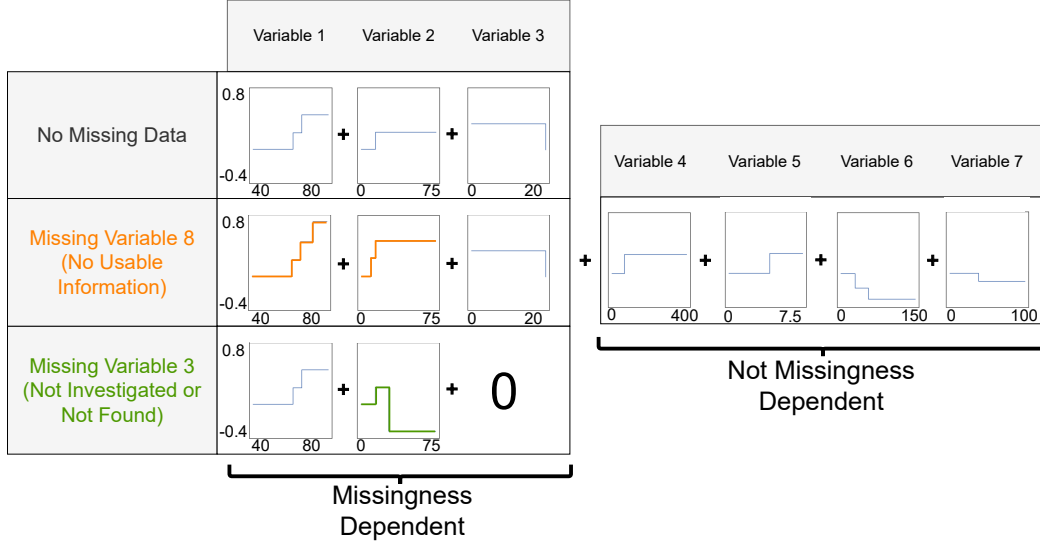 Variable 1 Variable 2 Variable 3
No Missing Data
0.8
+ +
-0.4
40 80 0 75 0 20
Variable 4 Variable 5 Variable 6 Variable 7
Missing Variable 8
(No Usable
Information)
0.8
+ + + + + +
-0.4
40 80 0 75 0 20
0 400 0 7.5 0 150 0 100
Missing Variable 3
(Not Investigated or
Not Found)
0.8
+ + 0
-0.4
40 80 0 75
Not Missingness
Dependent
Missingness
Dependent